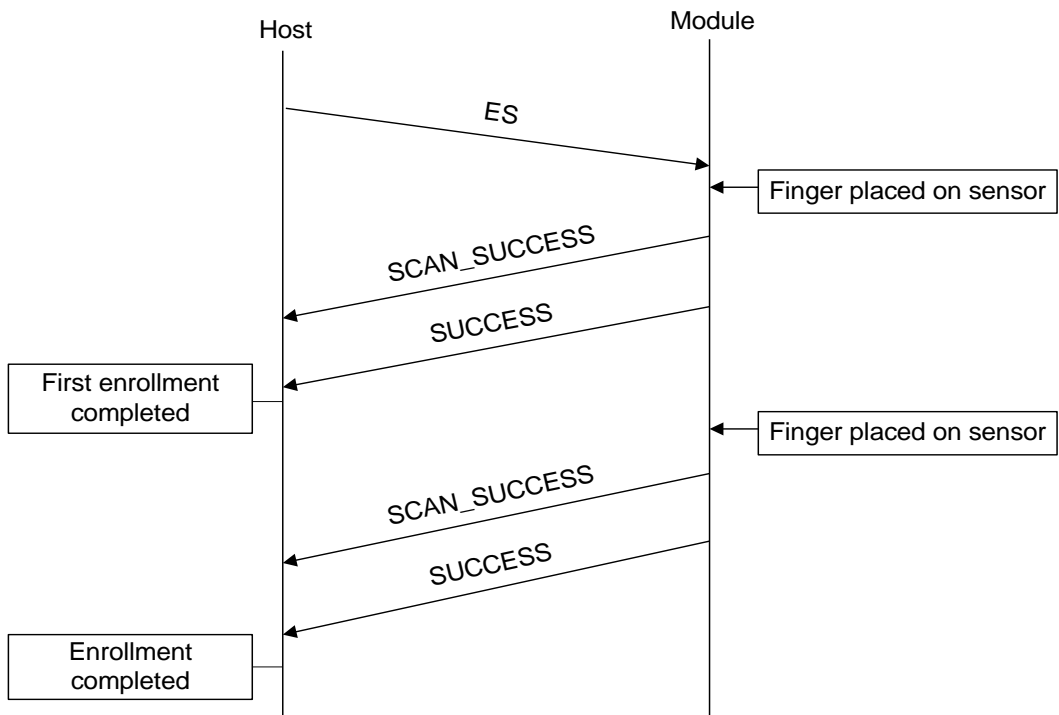 Host
Module
ES
Finger placed on sensor
SCAN_SUCCESS
SUCCESS
First enrollment
completed
Finger placed on sensor
SCAN_SUCCESS
SUCCESS
Enrollment
completed